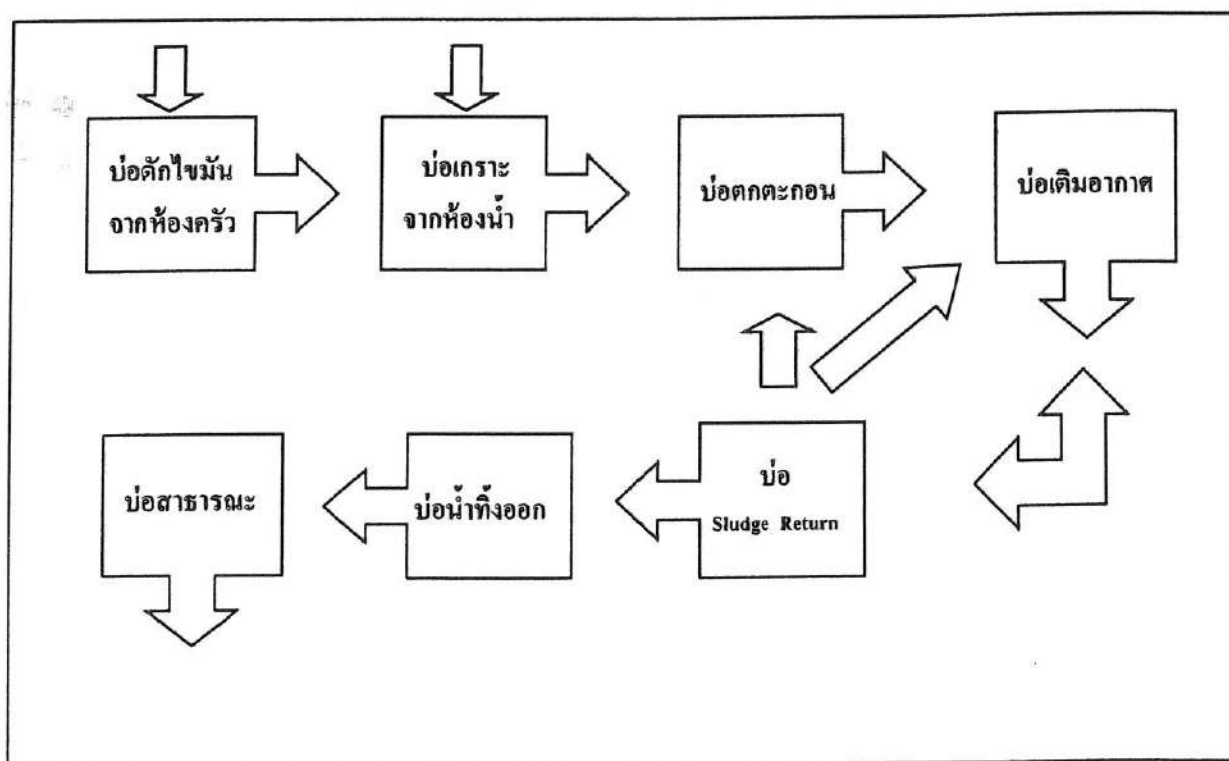 บ่อดักไขมัน
จากห้องครัว
บ่อเกราะ
จากห้องน้ำ
บ่อตกตะกอน
บ่อเติมอากาศ
บ่อสาธารณะ
บ่อน้ำทิ้งออก
บ่อ
Sludge Return